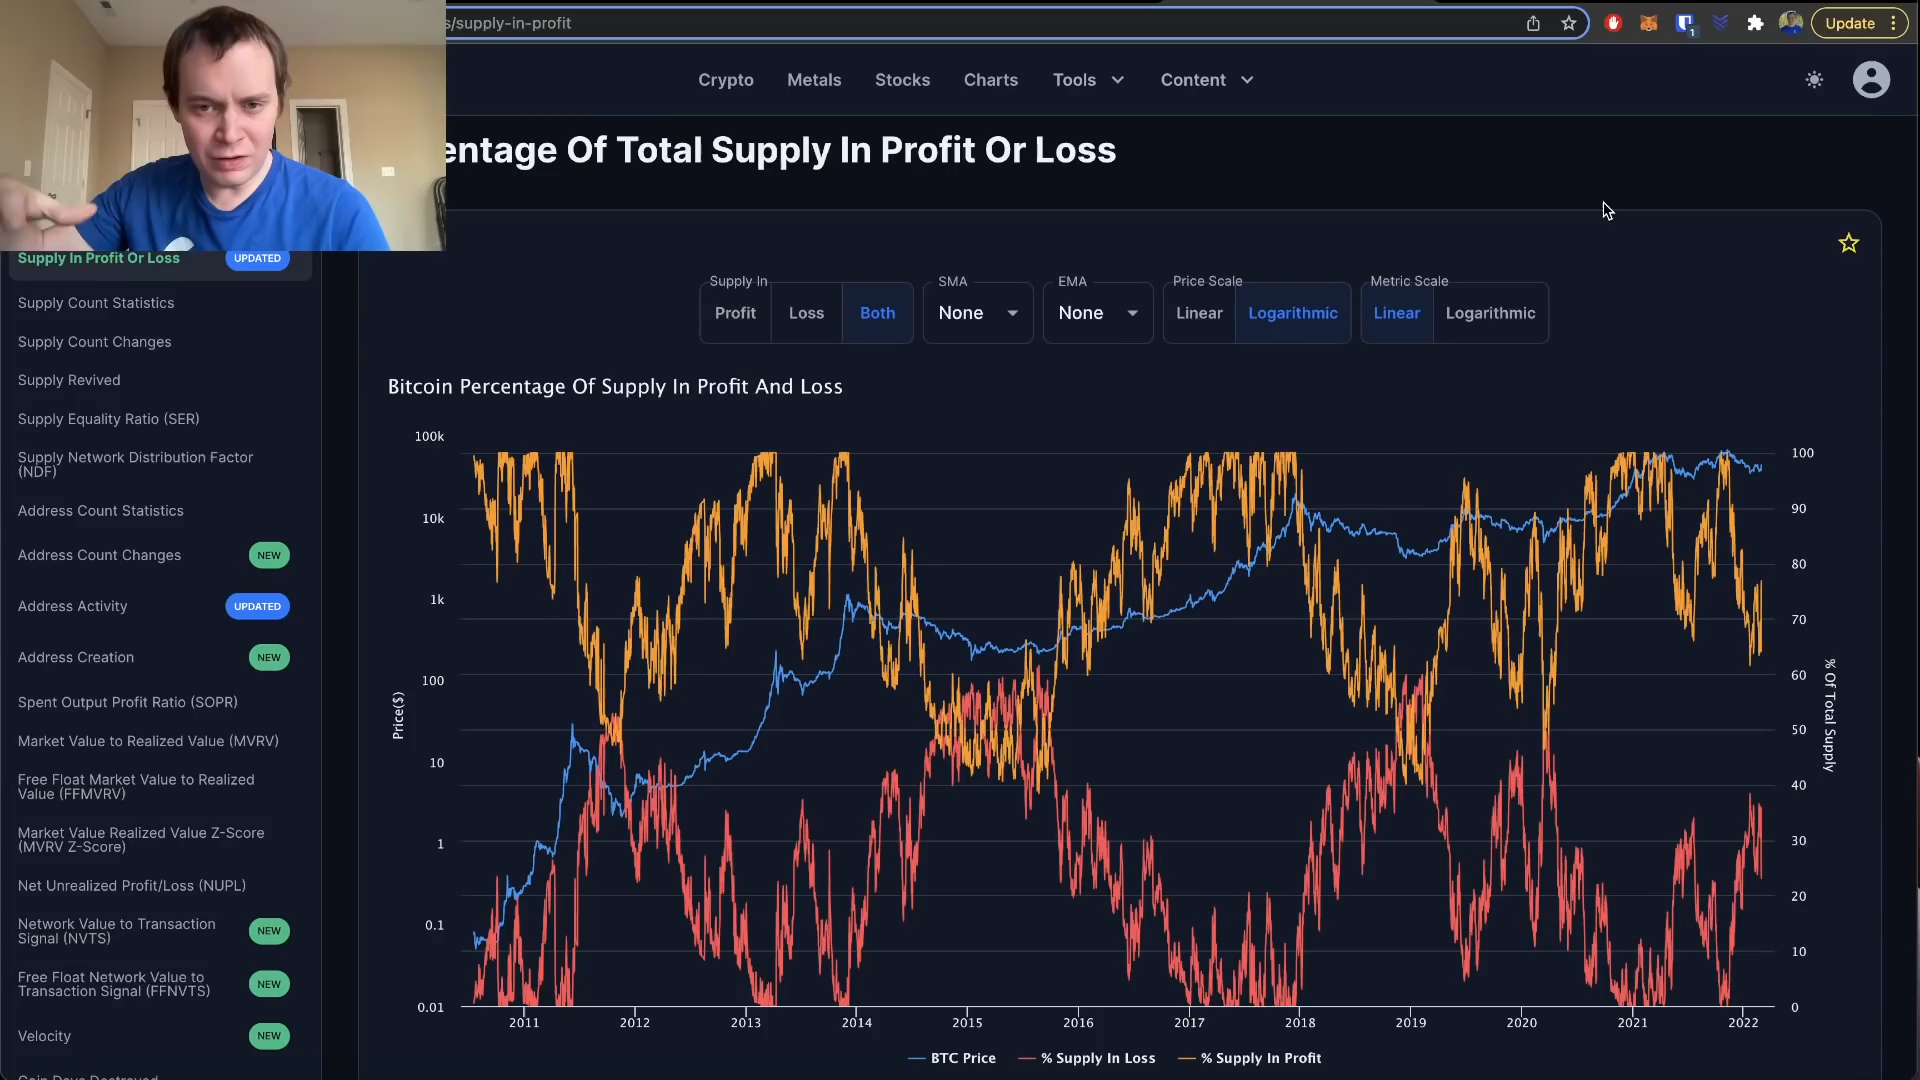 s/supply-in-profit
1
Update
Crypto
Metals
Stocks
Charts
Tools
Content
entage Of Total Supply In Profit Or Loss
Supply In Profit Or Loss
UPDATED
Supply Count Statistics
Supply Count Changes
Supply Revived
Supply Equality Ratio (SER)
Supply Network Distribution Factor
(NDF)
Address Count Statistics
Address Count Changes
NEW
Address Activity
UPDATED
Address Creation
NEW
Spent Output Profit Ratio (SOPR)
Market Value to Realized Value (MVRV)
Free Float Market Value to Realized
Value (FFMVRV)
Market Value Realized Value Z-Score
(MVRV Z-Score)
Net Unrealized Profit/Loss (NUPL)
Network Value to Transaction
Signal (NVTS)
NEW
Free Float Network Value to
Transaction Signal (FFNVTS)
NEW
Velocity
NEW
Supply In
Profit
Loss
Both
SMA
None
EMA
None
Price Scale
Linear
Logarithmic
Metric Scale
Linear
Logarithmic
Bitcoin Percentage Of Supply In Profit And Loss
100k
10k
1k
100
10
1
0.1
0.01
Price($)
100
90
80
70
60
50
40
30
20
10
0
% Of Total Supply
2011
2012
2013
2014
2015
2016
2017
2018
2019
2020
2021
2022
BTC Price
% Supply In Loss
% Supply In Profit